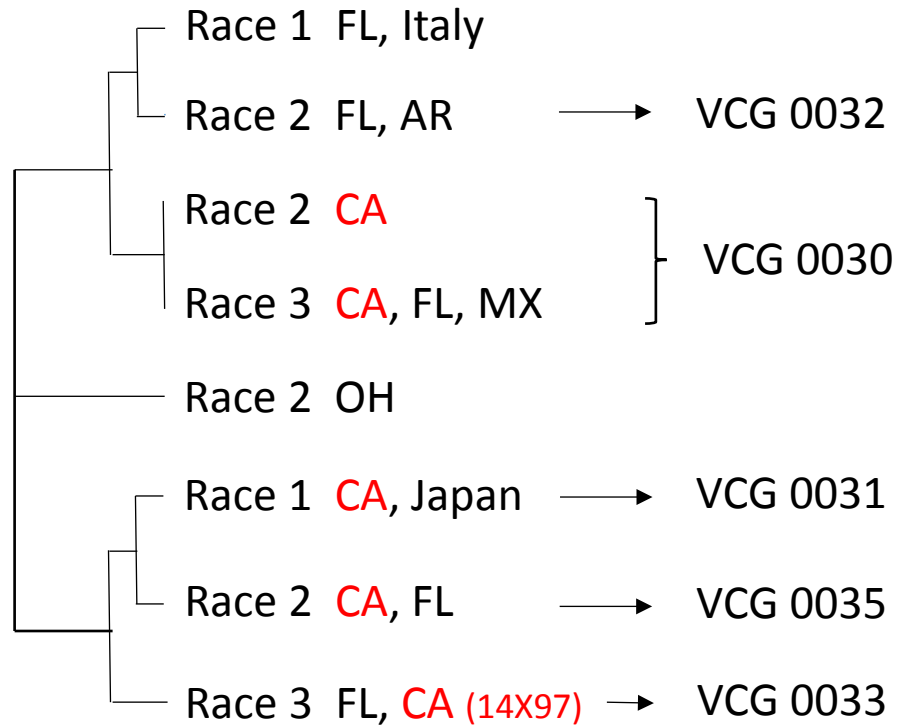 Race 1 FL, Italy
Race 2 FL, AR VCG 0032
Race 2 CA
VCG 0030
Race 3 CA, FL, MX
Race 2 OH
Race 1 CA, Japan VCG 0031
Race 2 CA, FL VCG 0035
Race 3 FL, CA (14X97) VCG 0033